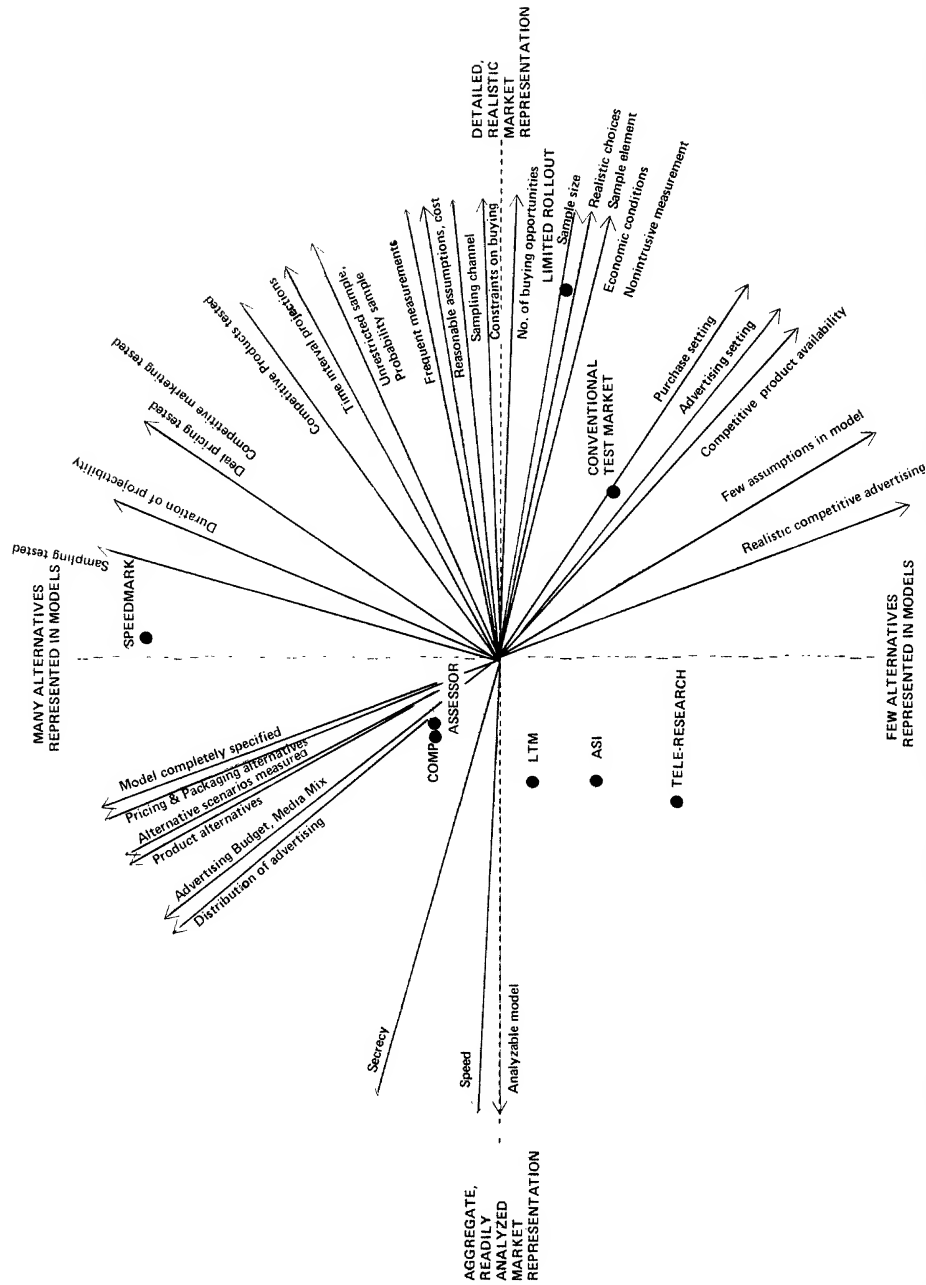 DETAILED,
REALISTIC
MARKET
REPRESENTATION
MANY ALTERNATIVES
REPRESENTED IN MODELS
SPEEDMARK
Sampling tested
Duration of projectibility
Deal pricing tested
Competitive marketing tested
Competitive Products tested
Time interval projections
Unrestricted sample,
Probability sample
Frequent measurements
Reasonable assumptions, cost
Sampling channel
Constraints on buying
No. of buying opportunities
LIMITED ROLLOUT
Sample size
Realistic choices
Sample element
Economic conditions
Nonintrusive measurement
Purchase setting
Advertising setting
CONVENTIONAL
TEST MARKET
Competitive product availability
Few assumptions in model
Realistic competitive advertising
FEW ALTERNATIVES
REPRESENTED IN MODELS
Model completely specified
Pricing & Packaging alternatives
Alternative scenarios measured
Product alternatives
Advertising Budget, Media Mix
Distribution of advertising
COMP
ASSESSOR
LTM
ASI
TELE-RESEARCH
Secrecy
Speed
Analyzable model
AGGREGATE,
READILY
ANALYZED
MARKET
REPRESENTATION